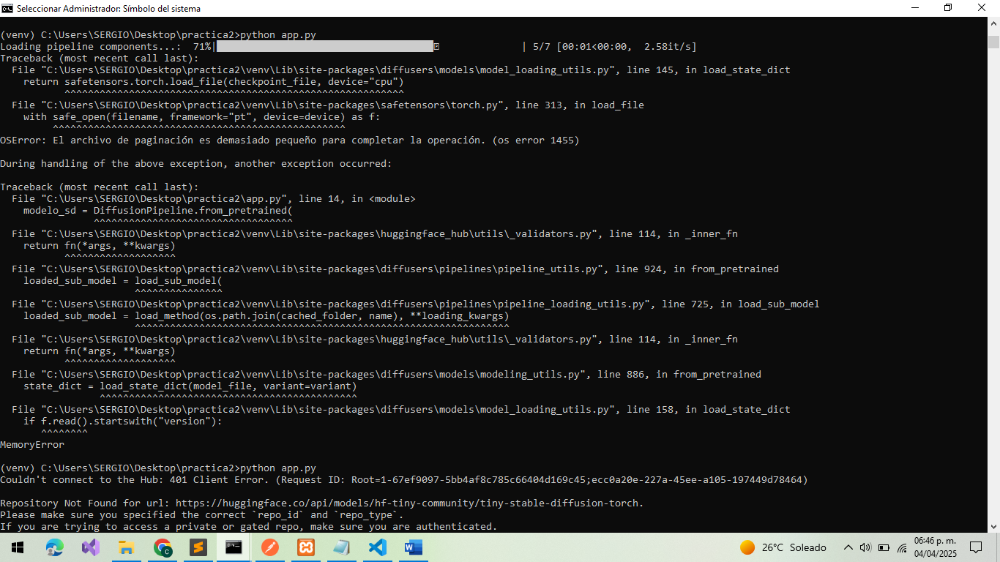 Seleccionar Administrador: Símbolo del sistema
(venv) C:\Users\SERGIO\Desktop\practica2>python app.py
Loading pipeline components...:  71%|                | 5/7 [00:01<00:00,  2.58it/s]
Traceback (most recent call last):
  File "C:\Users\SERGIO\Desktop\practica2\venv\Lib\site-packages\diffusers\models\model_loading_utils.py", line 145, in load_state_dict
    return safetensors.torch.load_file(checkpoint_file, device="cpu")
           ^^^^^^^^^^^^^^^^^^^^^^^^^^^^^^^^^^^^^^^^^^^^^^^^^^^^^^^^^^
  File "C:\Users\SERGIO\Desktop\practica2\venv\Lib\site-packages\safetensors\torch.py", line 313, in load_file
    with safe_open(filename, framework="pt", device=device) as f:
         ^^^^^^^^^^^^^^^^^^^^^^^^^^^^^^^^^^^^^^^^^^^^^^^^^^
OSError: El archivo de paginación es demasiado pequeño para completar la operación. (os error 1455)
During handling of the above exception, another exception occurred:
Traceback (most recent call last):
  File "C:\Users\SERGIO\Desktop\practica2\app.py", line 14, in <module>
    modelo_sd = DiffusionPipeline.from_pretrained(
                ^^^^^^^^^^^^^^^^^^^^^^^^^^^^^^^^^^
  File "C:\Users\SERGIO\Desktop\practica2\venv\Lib\site-packages\huggingface_hub\utils\_validators.py", line 114, in _inner_fn
    return fn(*args, **kwargs)
           ^^^^^^^^^^^^^^^^^^^
  File "C:\Users\SERGIO\Desktop\practica2\venv\Lib\site-packages\diffusers\pipelines\pipeline_utils.py", line 924, in from_pretrained
    loaded_sub_model = load_sub_model(
                       ^^^^^^^^^^^^^^^
  File "C:\Users\SERGIO\Desktop\practica2\venv\Lib\site-packages\diffusers\pipelines\pipeline_loading_utils.py", line 725, in load_sub_model
    loaded_sub_model = load_method(os.path.join(cached_folder, name), **loading_kwargs)
                       ^^^^^^^^^^^^^^^^^^^^^^^^^^^^^^^^^^^^^^^^^^^^^^^^^^^^^^^^^^^^^^^^
  File "C:\Users\SERGIO\Desktop\practica2\venv\Lib\site-packages\huggingface_hub\utils\_validators.py", line 114, in _inner_fn
    return fn(*args, **kwargs)
           ^^^^^^^^^^^^^^^^^^^
  File "C:\Users\SERGIO\Desktop\practica2\venv\Lib\site-packages\diffusers\models\modeling_utils.py", line 886, in from_pretrained
    state_dict = load_state_dict(model_file, variant=variant)
                 ^^^^^^^^^^^^^^^^^^^^^^^^^^^^^^^^^^^^^^^^^^^^
  File "C:\Users\SERGIO\Desktop\practica2\venv\Lib\site-packages\diffusers\models\model_loading_utils.py", line 158, in load_state_dict
    if f.read().startswith("version"):
       ^^^^^^^^
MemoryError
(venv) C:\Users\SERGIO\Desktop\practica2>python app.py
Couldn't connect to the Hub: 401 Client Error. (Request ID: Root=1-67ef9097-5bb4af8c785c66404d169c45;ecc0a20e-227a-45ee-a105-197449d78464)
Repository Not Found for url: https://huggingface.co/api/models/hf-tiny-community/tiny-stable-diffusion-torch.
Please make sure you specified the correct `repo_id` and `repo_type`.
If you are trying to access a private or gated repo, make sure you are authenticated.
26°C Soleado
06:46 p. m.
04/04/2025